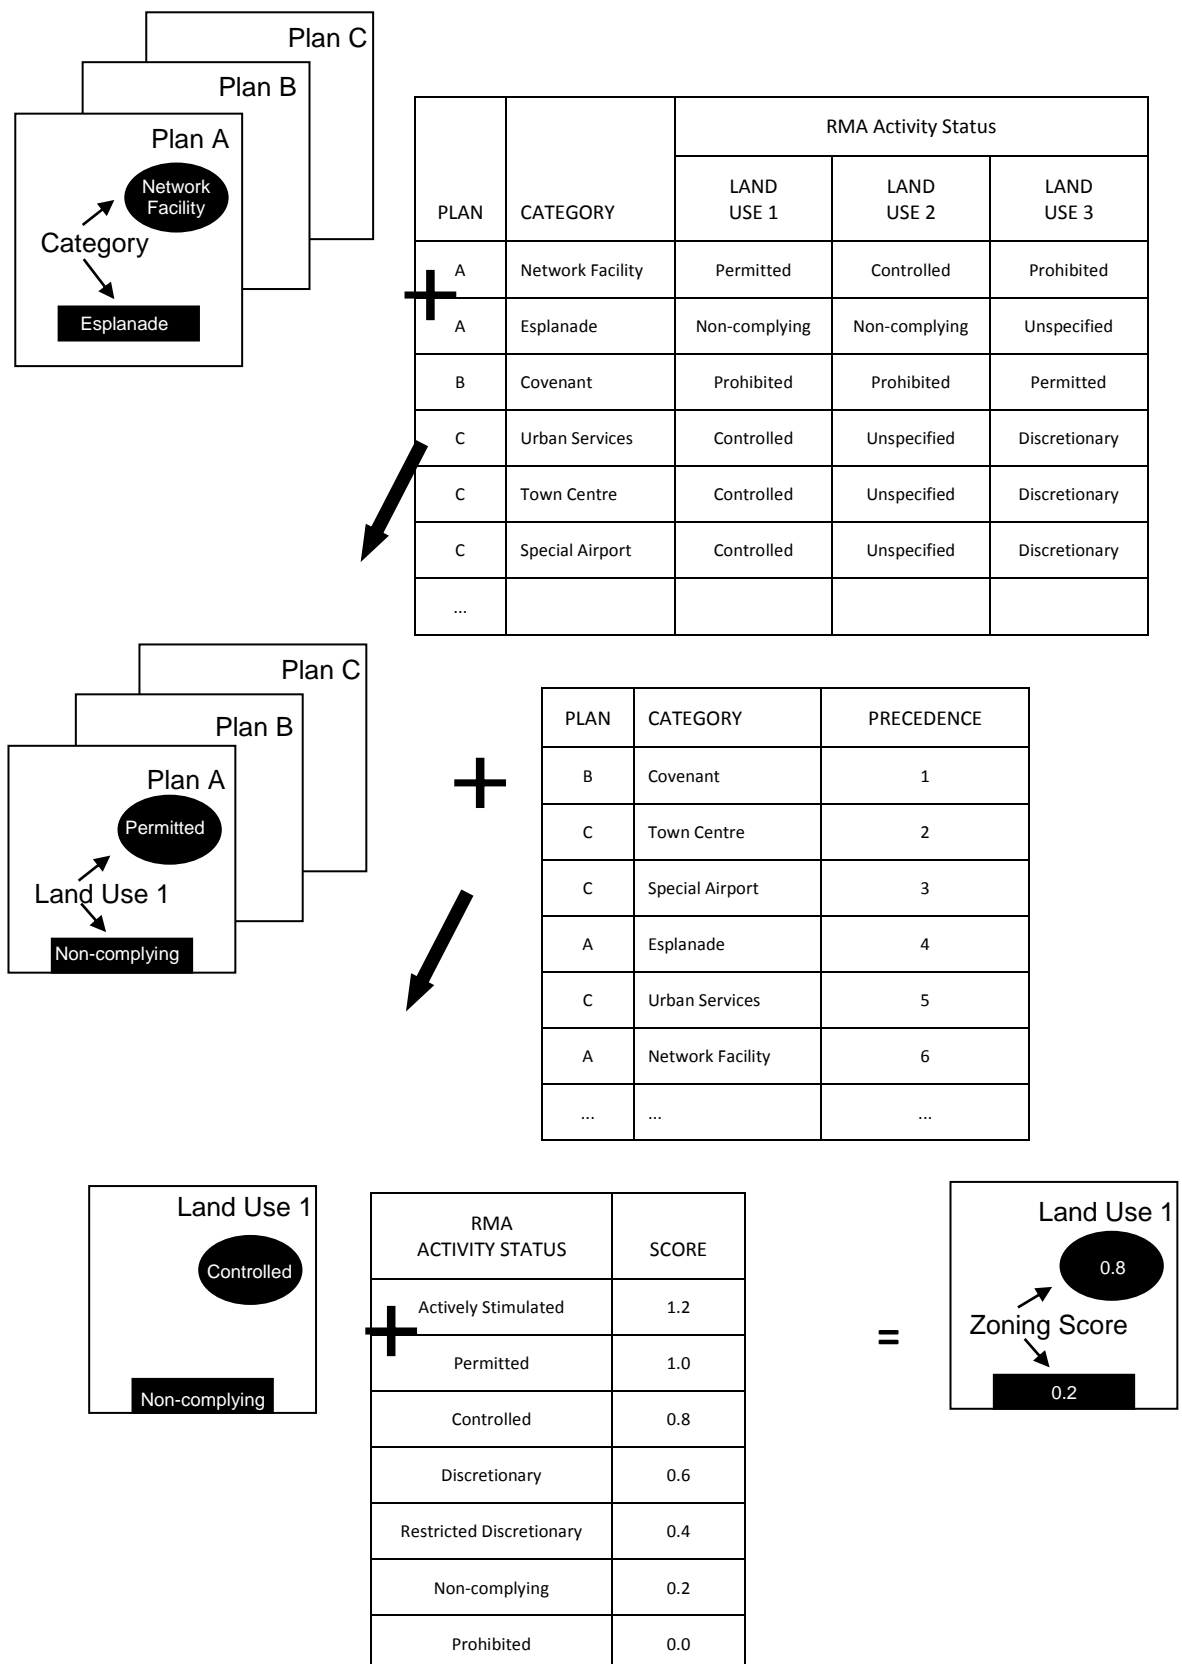 Plan C
Plan B
Plan A
Network
Facility
Category
Esplanade
RMA Activity Status
PLAN CATEGORY LAND USE 1 LAND USE 2 LAND USE 3
A Network Facility Permitted Controlled Prohibited
A Esplanade Non-complying Non-complying Unspecified
B Covenant Prohibited Prohibited Permitted
C Urban Services Controlled Unspecified Discretionary
C Town Centre Controlled Unspecified Discretionary
C Special Airport Controlled Unspecified Discretionary
...
+
Plan C
Plan B
Plan A
Permitted
Land Use 1
Non-complying
+
PLAN CATEGORY PRECEDENCE
B Covenant 1
C Town Centre 2
C Special Airport 3
A Esplanade 4
C Urban Services 5
A Network Facility 6
... ... ...
Land Use 1
Controlled
Non-complying
+
RMA
ACTIVITY STATUS SCORE
Actively Stimulated 1.2
Permitted 1.0
Controlled 0.8
Discretionary 0.6
Restricted Discretionary 0.4
Non-complying 0.2
Prohibited 0.0
=
Land Use 1
0.8
Zoning Score
0.2